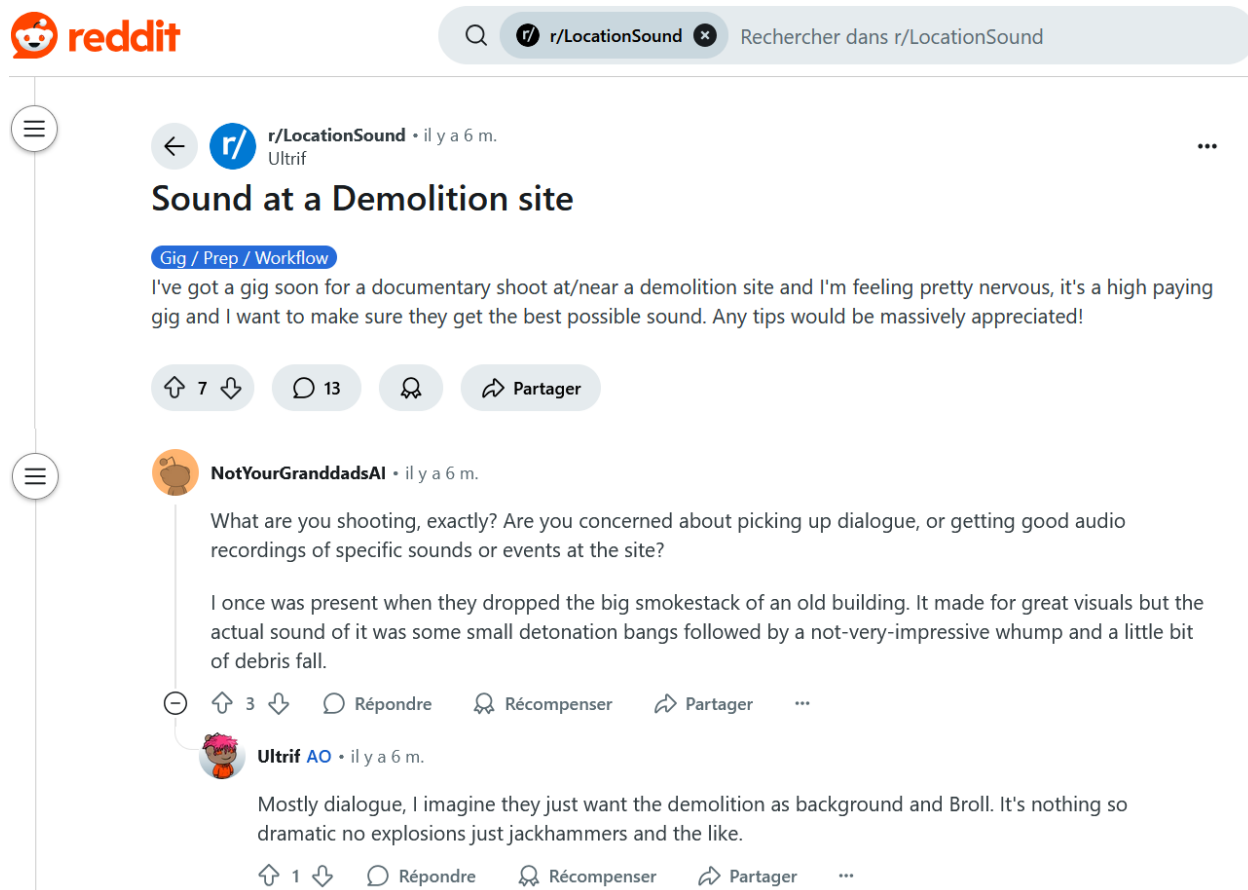 reddit
r/ r/LocationSound Rechercher dans r/LocationSound
r/ r/LocationSound • il y a 6 m.
Ultrif
Sound at a Demolition site
Gig / Prep / Workflow
I've got a gig soon for a documentary shoot at/near a demolition site and I'm feeling pretty nervous, it's a high paying
gig and I want to make sure they get the best possible sound. Any tips would be massively appreciated!
7 13 Partager
NotYourGranddadsAI • il y a 6 m.
What are you shooting, exactly? Are you concerned about picking up dialogue, or getting good audio
recordings of specific sounds or events at the site?
I once was present when they dropped the big smokestack of an old building. It made for great visuals but the
actual sound of it was some small detonation bangs followed by a not-very-impressive whump and a little bit
of debris fall.
3 Répondre Récompenser Partager
Ultrif AO • il y a 6 m.
Mostly dialogue, I imagine they just want the demolition as background and Broll. It's nothing so
dramatic no explosions just jackhammers and the like.
1 Répondre Récompenser Partager